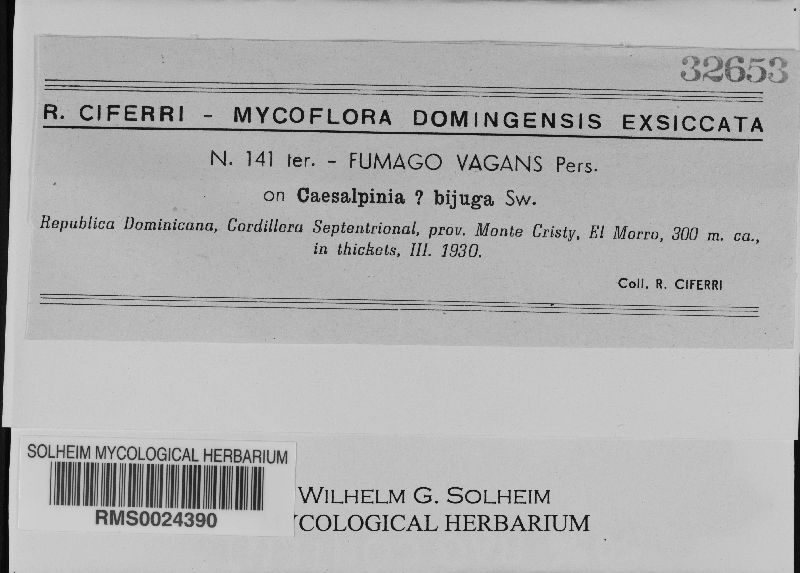 32653
R. CIFERRI - MYCOFLORA DOMINGENSIS EXSICCATA
N. 141 ter. - FUMAGO VAGANS Pers.
on Caesalpinia ? bijuga Sw.
Republica Dominicana, Cordillera Septentrional, prov. Monte Cristy, El Morro, 300 m. ca.,
in thickets, III. 1930.
Coll. R. CIFERRI
SOLHEIM MYCOLOGICAL HERBARIUM
RMS0024390
WILHELM G. SOLHEIM
YCOLOGICAL HERBARIUM